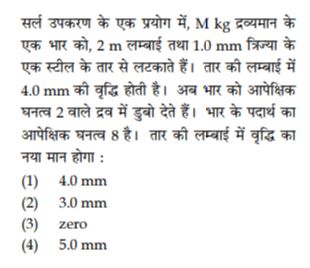 सर्ल उपकरण के एक प्रयोग में, M kg द्रव्यमान के
एक भार को, 2 m लम्बाई तथा 1.0 mm त्रिज्या के
एक स्टील के तार से लटकाते हैं। तार की लम्बाई में
4.0 mm की वृद्धि होती है। अब भार को आपेक्षिक
घनत्व 2 वाले द्रव में डुबो देते हैं। भार के पदार्थ का
आपेक्षिक घनत्व 8 है। तार की लम्बाई में वृद्धि का
नया मान होगा :
(1) 4.0 mm
(2) 3.0 mm
(3) zero
(4) 5.0 mm